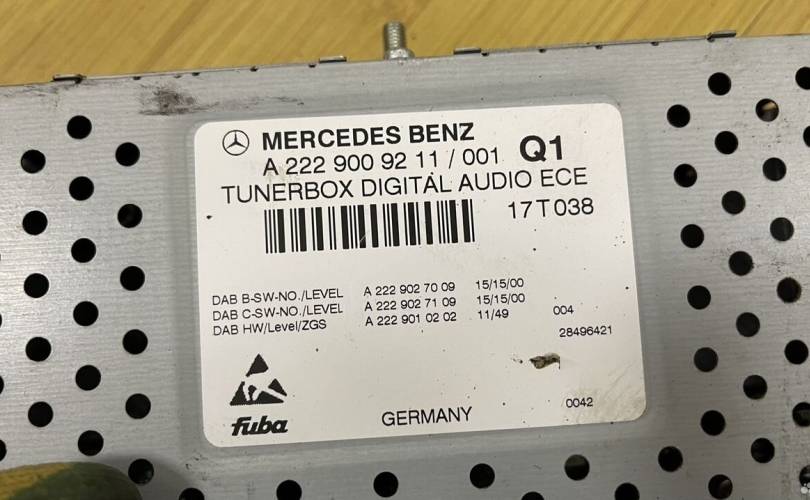 MERCEDES BENZ
A 222 900 92 11 / 001 Q1
TUNERBOX DIGITAL AUDIO ECE
17T038
DAB B-SW-NO./LEVEL A 222 902 70 09 15/15/00
DAB C-SW-NO./LEVEL A 222 902 71 09 15/15/00
DAB HW/Level/ZGS A 222 901 02 02 11/49 004
28496421
fuba GERMANY 0042